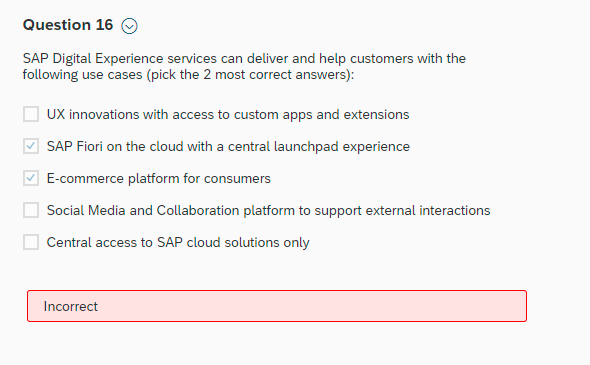 Question 16
SAP Digital Experience services can deliver and help customers with the
following use cases (pick the 2 most correct answers):
UX innovations with access to custom apps and extensions
SAP Fiori on the cloud with a central launchpad experience
E-commerce platform for consumers
Social Media and Collaboration platform to support external interactions
Central access to SAP cloud solutions only
Incorrect